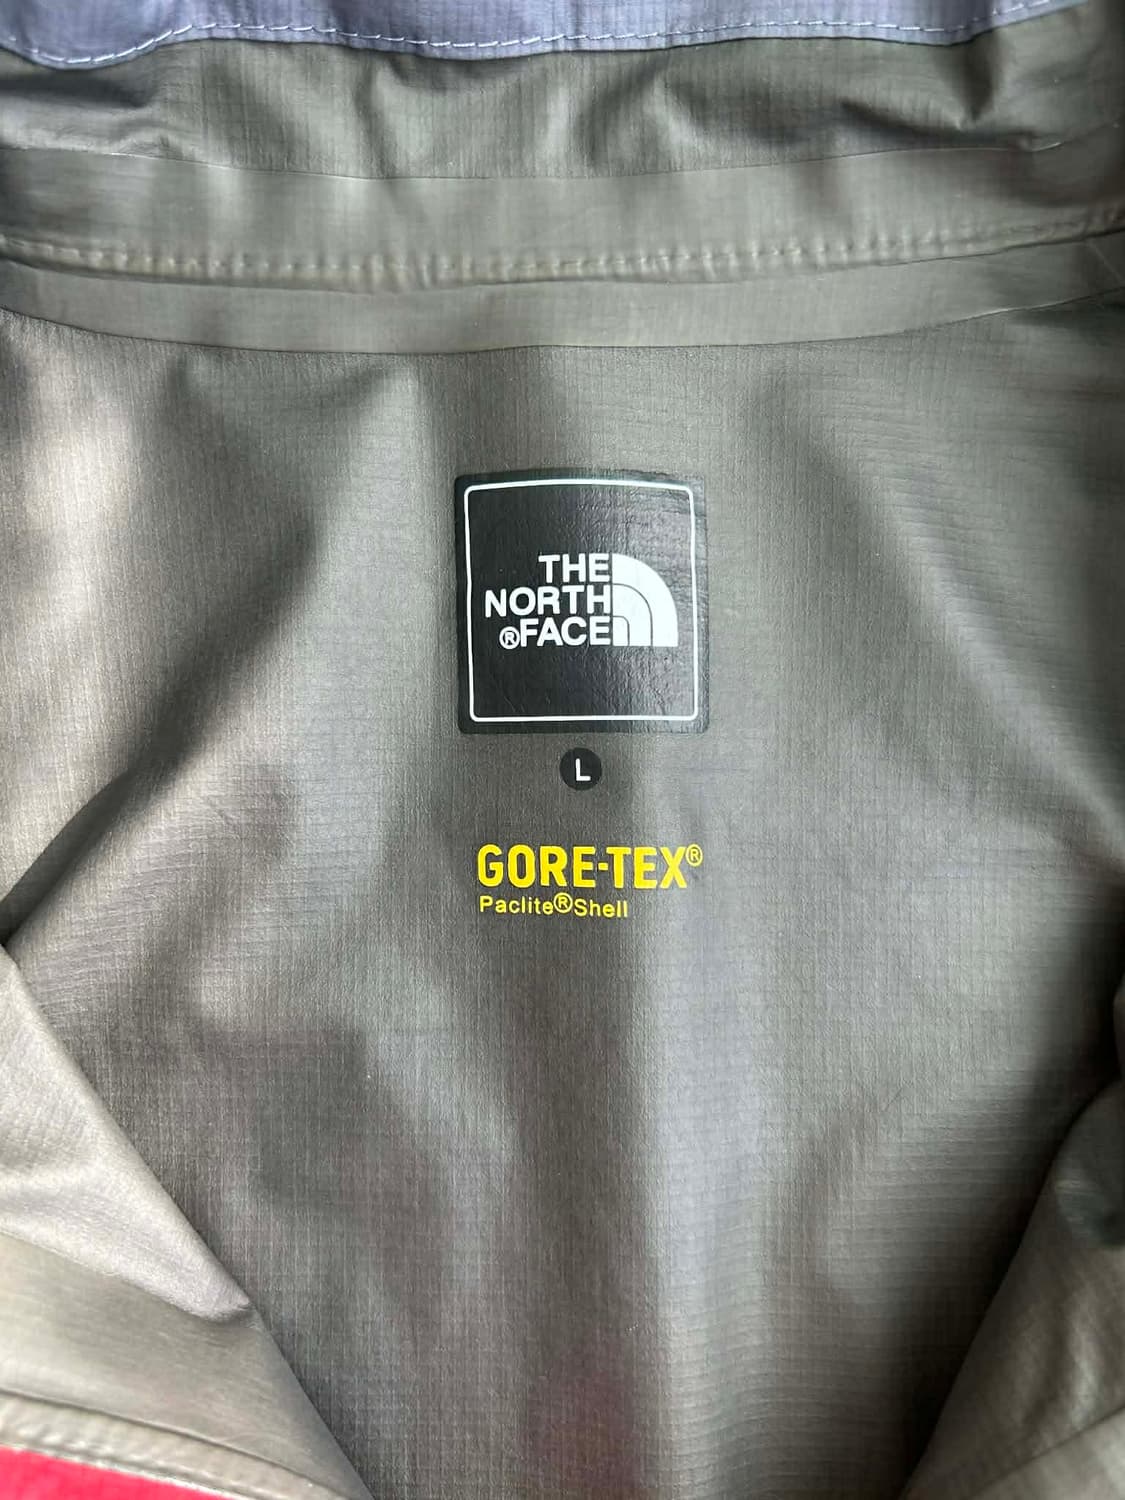 THE
NORTH
®FACE
L
GORE-TEX®
Paclite®Shell